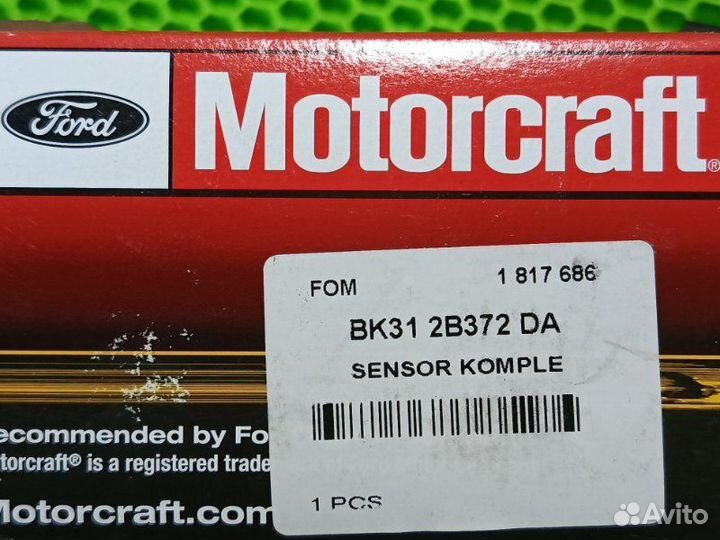 Ford
Motorcraft®
FOM 1 817 686
BK31 2B372 DA
SENSOR KOMPLE
ecommended by Fo
torcraft® is a registered trade
Motorcraft.com
1 PCS
Avito